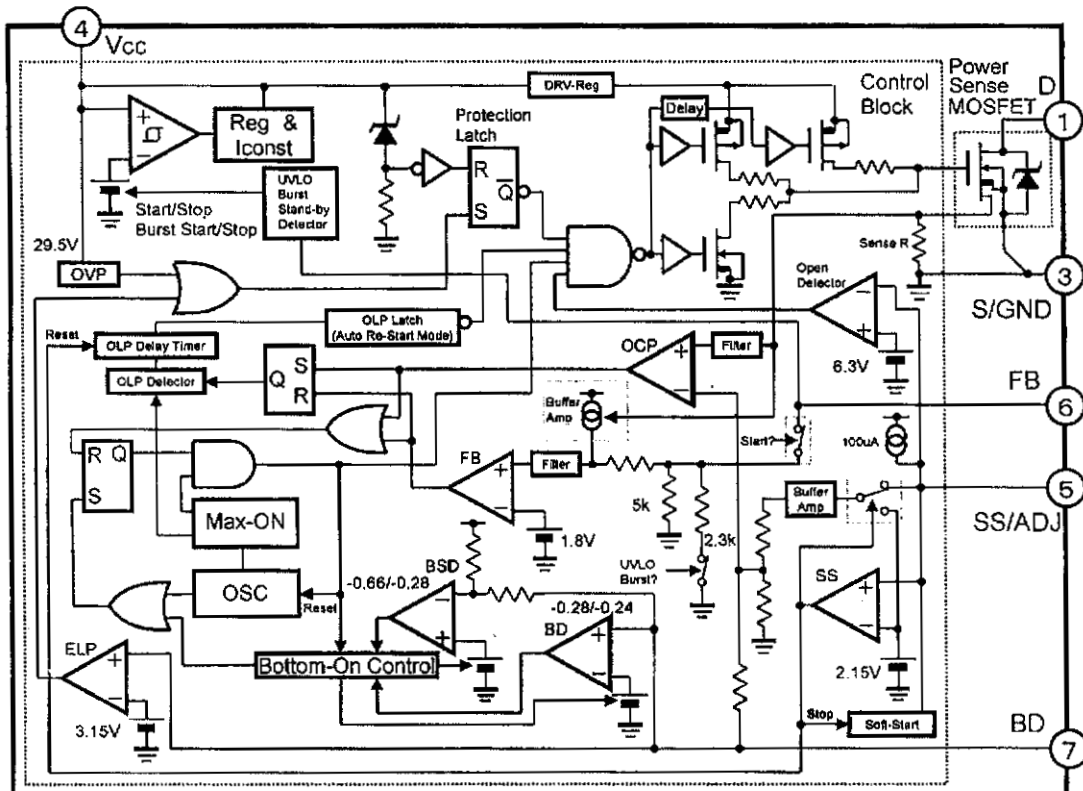 4
Vcc
DRV-Reg
Control
Block
Power
Sense
MOSFET
D
1
Reg &
Iconst
Protection
Latch
Delay
R
Q
S
UVLO
Burst
Stand-by
Detector
Start/Stop
Burst Start/Stop
29.5V
OVP
Sense R
3
S/GND
Open
Detector
6.3V
OLP Latch
(Auto Re-Start Mode)
Reset
OLP Delay Timer
OLP Detector
Q
S
R
OCP
Filter
FB
6
Buffer
Amp
Start?
100uA
R
Q
S
FB
Filter
5k
2.3k
Buffer
Amp
5
SS/ADJ
Max-ON
1.8V
UVLO
Burst?
OSC
Reset
BSD
-0.66/-0.28
-0.28/-0.24
BD
SS
ELP
Bottom-On Control
2.15V
3.15V
Stop
Soft-Start
BD
7